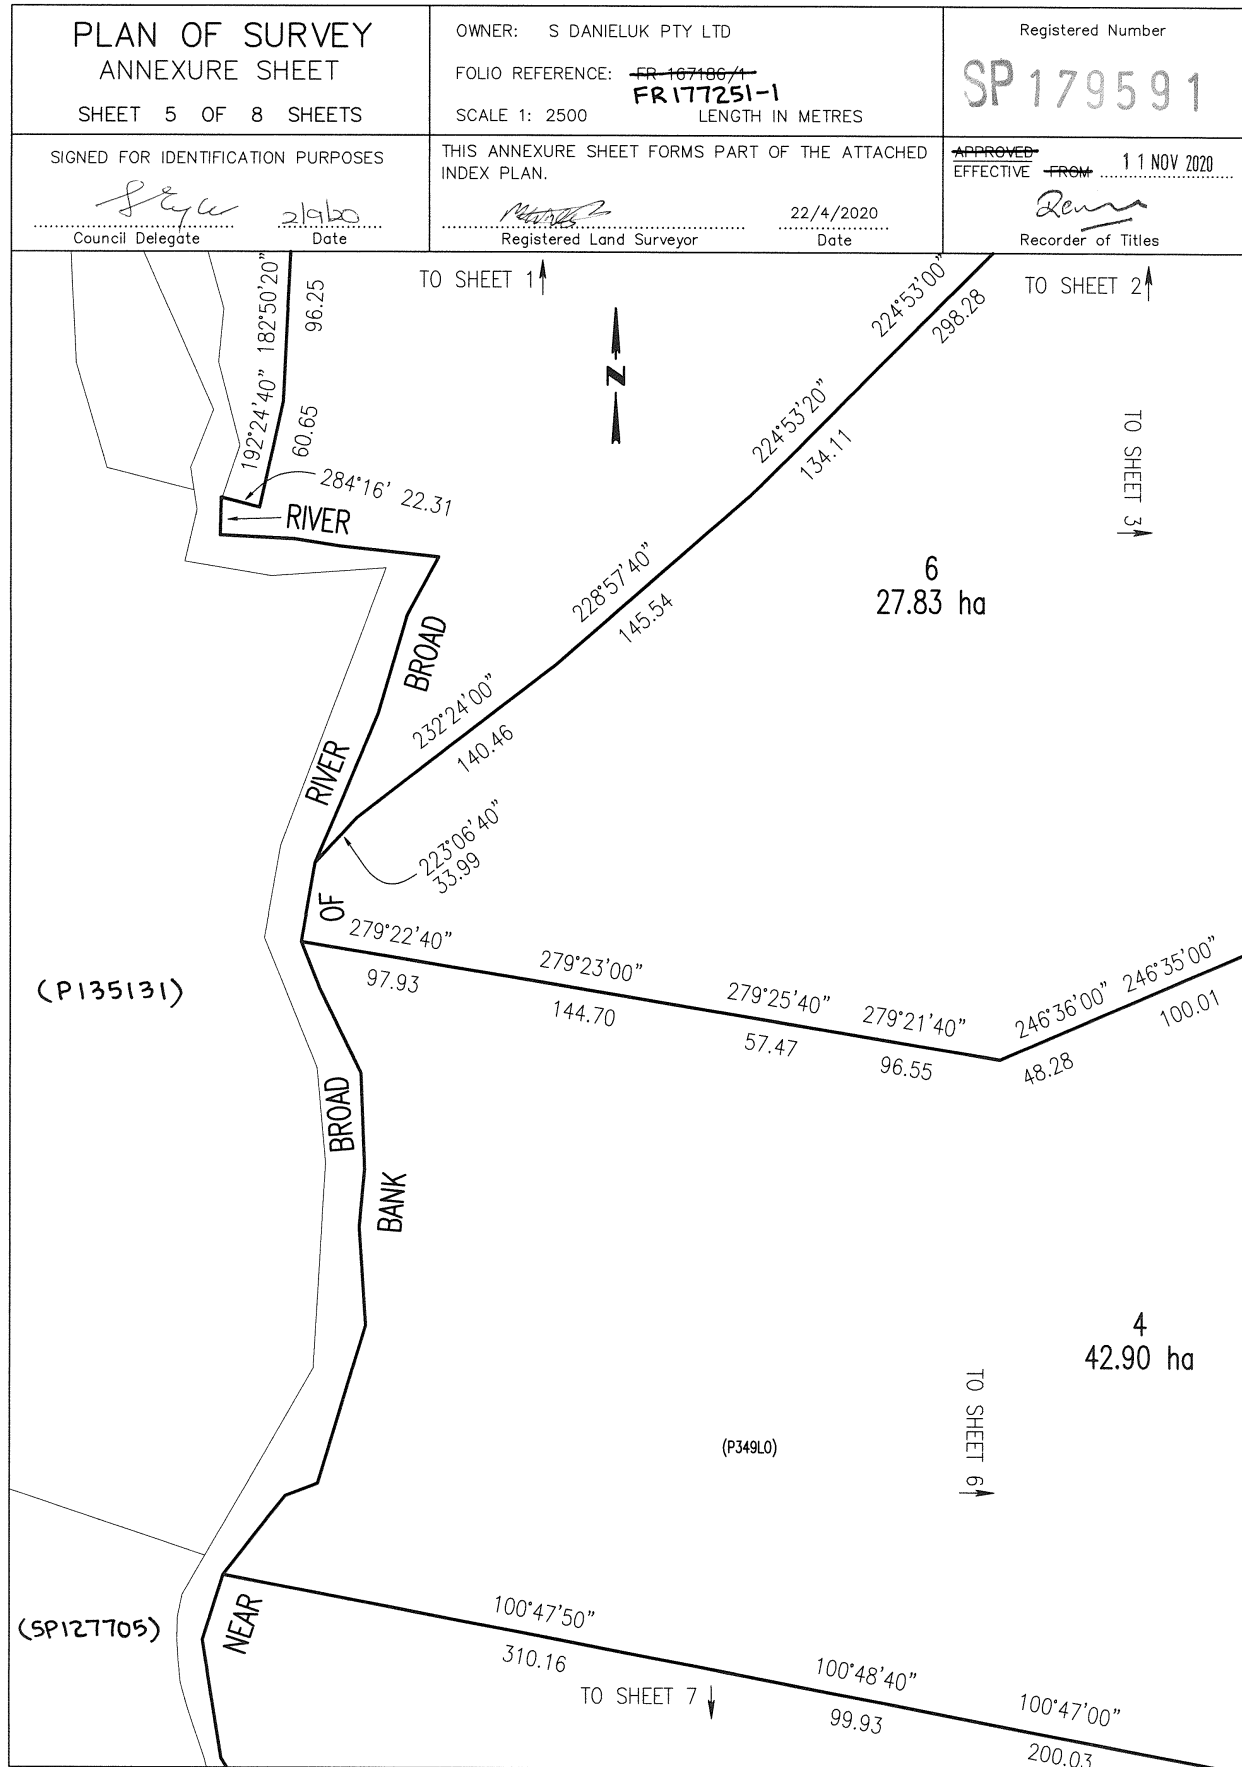 PLAN OF SURVEY
ANNEXURE SHEET
SHEET 5 OF 8 SHEETS
OWNER: S DANIELUK PTY LTD
FOLIO REFERENCE: FR 167186/1
FR177251-1
SCALE 1: 2500 LENGTH IN METRES
Registered Number
SP179591
SIGNED FOR IDENTIFICATION PURPOSES
2/9/20
Council Delegate Date
THIS ANNEXURE SHEET FORMS PART OF THE ATTACHED
INDEX PLAN.
22/4/2020
Registered Land Surveyor Date
APPROVED
EFFECTIVE FROM 11 NOV 2020
Recorder of Titles
TO SHEET 1
TO SHEET 2
182°50'20"
96.25
192°24'40"
60.65
284°16' 22.31
RIVER
N
224°53'00"
298.28
224°53'20"
134.11
TO SHEET 3
228°57'40"
145.54
6
27.83 ha
BROAD
232°24'00"
140.46
RIVER
223°06'40"
33.99
OF
279°22'40"
97.93
279°23'00"
144.70
279°25'40"
57.47
279°21'40"
96.55
246°36'00"
48.28
246°35'00"
100.01
(P135131)
BROAD
BANK
4
42.90 ha
TO SHEET 6
(P349LO)
(SP127705)
NEAR
100°47'50"
310.16
TO SHEET 7
100°48'40"
99.93
100°47'00"
200.03